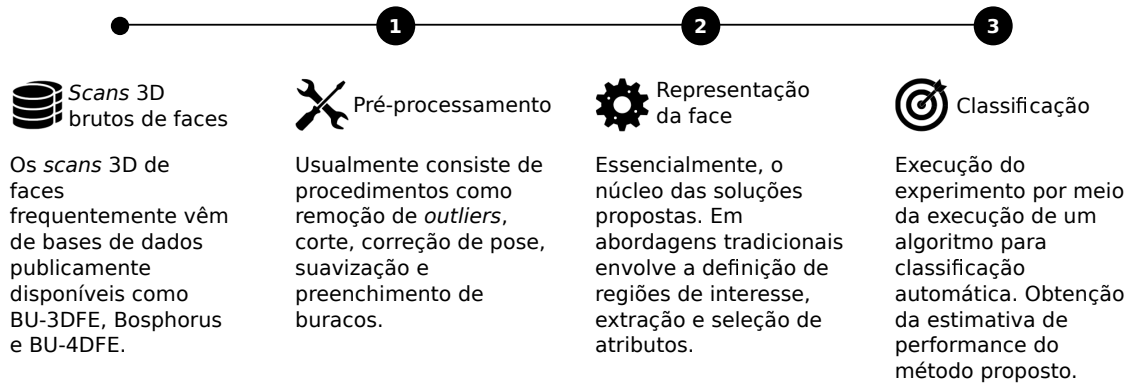 1
2
3
Scans 3D
brutos de faces
Pré-processamento
Representação
da face
Classificação
Os scans 3D de
faces
frequentemente vêm
de bases de dados
publicamente
disponíveis como
BU-3DFE, Bosphorus
e BU-4DFE.
Usualmente consiste de
procedimentos como
remoção de outliers,
corte, correção de pose,
suavização e
preenchimento de
buracos.
Essencialmente, o
núcleo das soluções
propostas. Em
abordagens tradicionais
envolve a definição de
regiões de interesse,
extração e seleção de
atributos.
Execução do
experimento por meio
da execução de um
algoritmo para
classificação
automática. Obtenção
da estimativa de
performance do
método proposto.